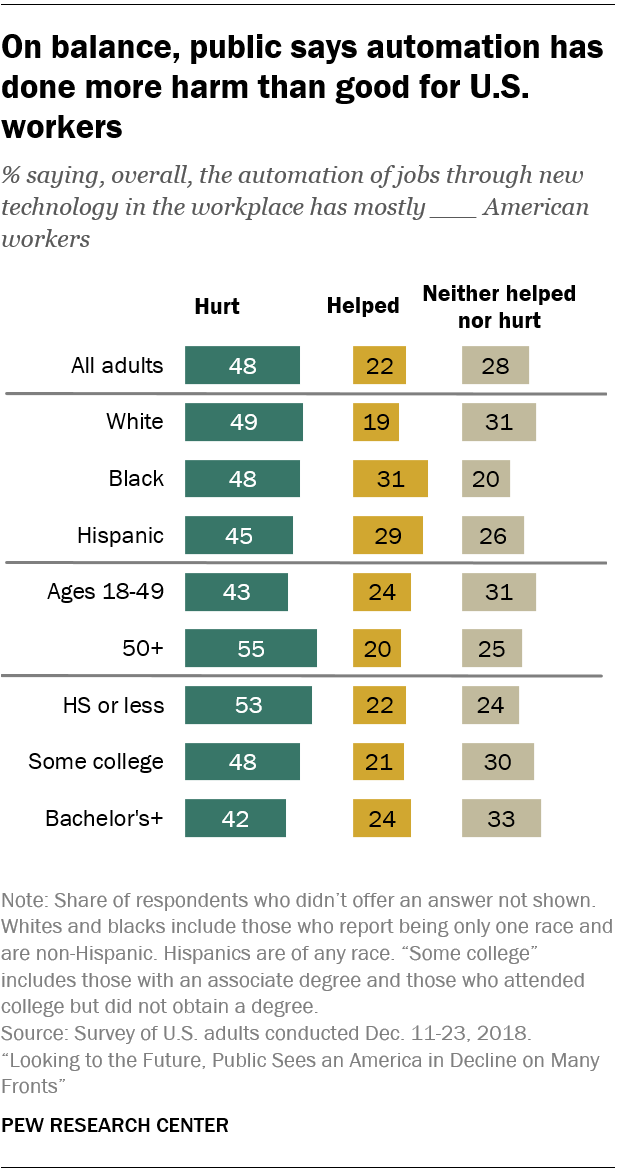 On balance, public says automation has
done more harm than good for U.S.
workers
% saying, overall, the automation of jobs through new
technology in the workplace has mostly ____ American
workers
Hurt Helped Neither helped
nor hurt
All adults 48 22 28
White 49 19 31
Black 48 31 20
Hispanic 45 29 26
Ages 18-49 43 24 31
50+ 55 20 25
HS or less 53 22 24
Some college 48 21 30
Bachelor's+ 42 24 33
Note: Share of respondents who didn’t offer an answer not shown.
Whites and blacks include those who report being only one race and
are non-Hispanic. Hispanics are of any race. “Some college”
includes those with an associate degree and those who attended
college but did not obtain a degree.
Source: Survey of U.S. adults conducted Dec. 11-23, 2018.
“Looking to the Future, Public Sees an America in Decline on Many
Fronts”
PEW RESEARCH CENTER